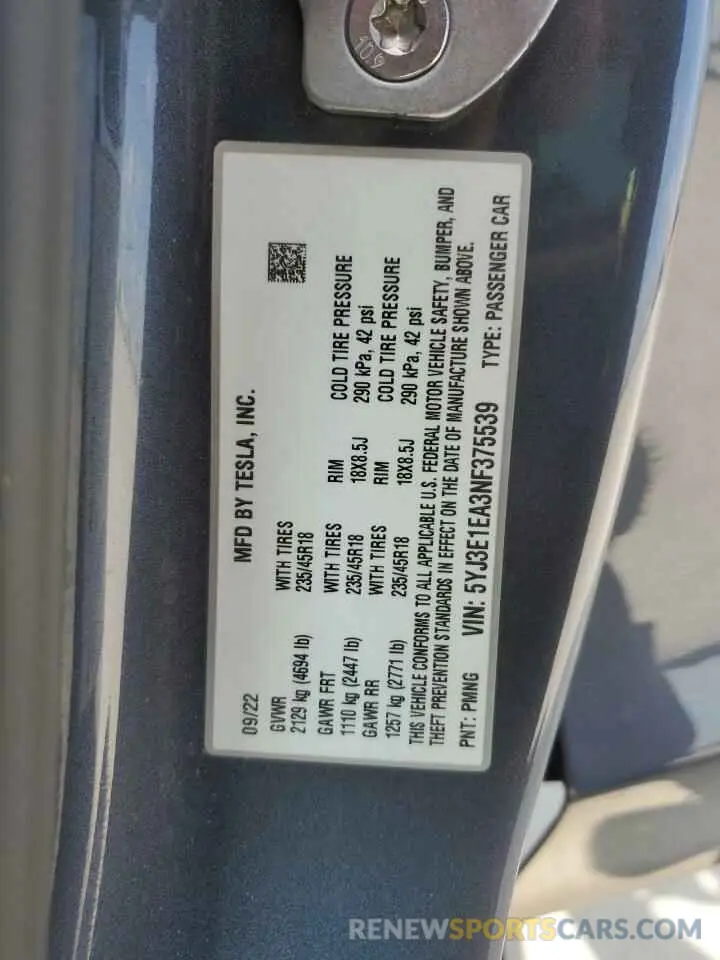 10.9
MFD BY TESLA, INC.
09/22
GVWR WITH TIRES RIM COLD TIRE PRESSURE
2129 kg (4694 lb) 235/45R18 18X8.5J 290 kPa, 42 psi
GAWR FRT WITH TIRES RIM COLD TIRE PRESSURE
1110 kg (2447 lb) 235/45R18 18X8.5J 290 kPa, 42 psi
GAWR RR WITH TIRES
1257 kg (2771 lb) 235/45R18
THIS VEHICLE CONFORMS TO ALL APPLICABLE U.S. FEDERAL MOTOR VEHICLE SAFETY, BUMPER, AND
THEFT PREVENTION STANDARDS IN EFFECT ON THE DATE OF MANUFACTURE SHOWN ABOVE.
PNT: PMNG VIN: 5YJ3E1EA3NF375539 TYPE: PASSENGER CAR
RENEWSPORTSCARS.COM